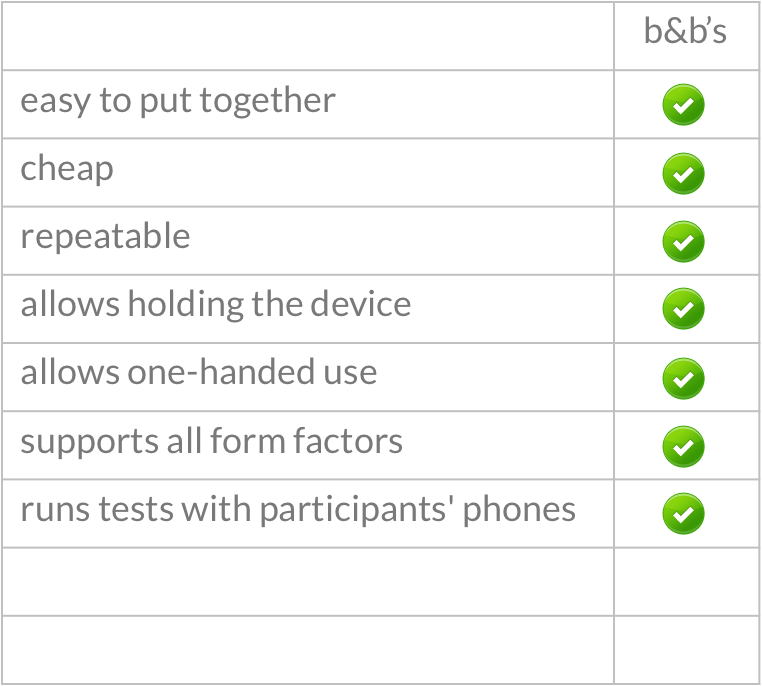 b&b’s
easy to put together
cheap
repeatable
allows holding the device
allows one-handed use
supports all form factors
runs tests with participants' phones